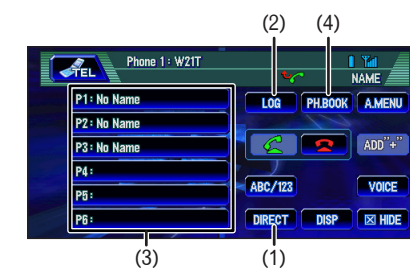 (2) (4)
TEL Phone 1 : W21T
NAME
P1 : No Name
LOG PH.BOOK A.MENU
P2 : No Name
P3 : No Name
ADD"+"
P4 :
ABC/123 VOICE
P5 :
P6 :
DIRECT DISP HIDE
(3) (1)